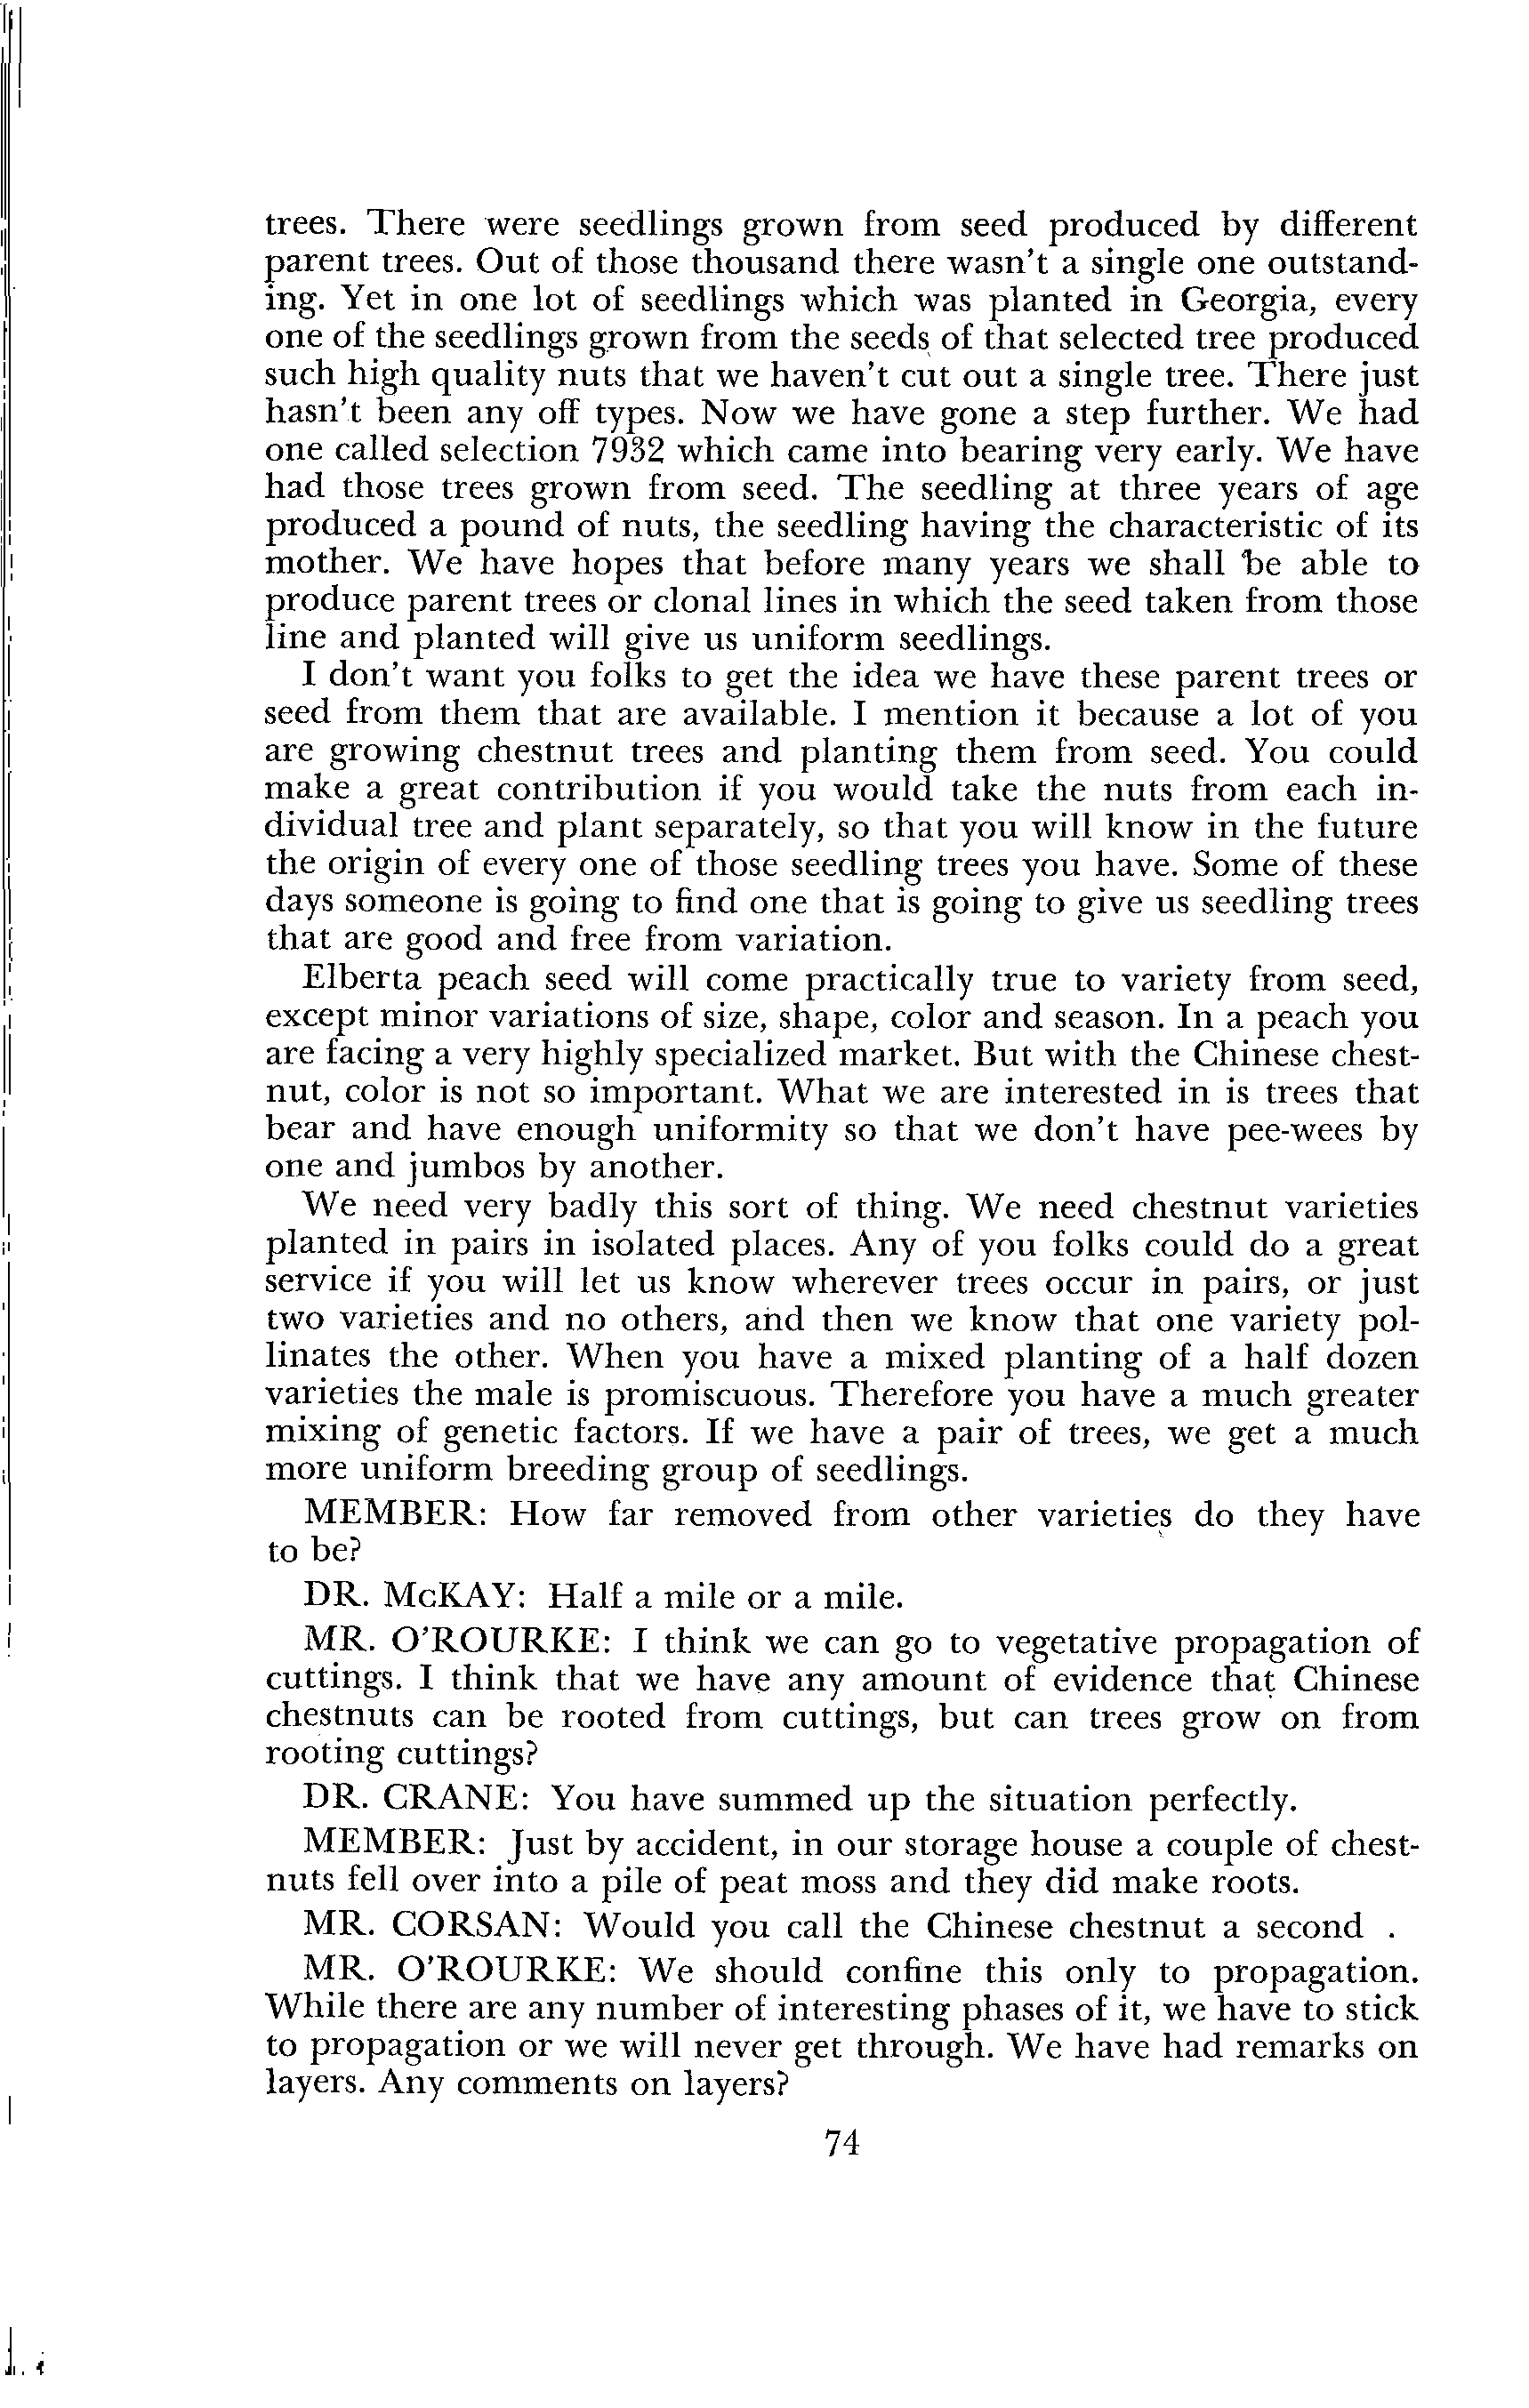 trees. There were seedlings grown from seed produced by different
parent trees. Out of those thousand there wasn't a single one outstand-
ing. Yet in one lot of seedlings which was planted in Georgia, every
one of the seedlings grown from the seeds of that selected tree produced
such high quality nuts that we haven't cut out a single tree. There just
hasn't been any off types. Now we have gone a step further. We had
one called selection 7932 which came into bearing very early. We have
had those trees grown from seed. The seedling at three years of age
produced a pound of nuts, the seedling having the characteristic of its
mother. We have hopes that before many years we shall be able to
produce parent trees or clonal lines in which the seed taken from those
line and planted will give us uniform seedlings.
I don't want you folks to get the idea we have these parent trees or
seed from them that are available. I mention it because a lot of you
are growing chestnut trees and planting them from seed. You could
make a great contribution if you would take the nuts from each in-
dividual tree and plant separately, so that you will know in the future
the origin of every one of those seedling trees you have. Some of these
days someone is going to find one that is going to give us seedling trees
that are good and free from variation.
Elberta peach seed will come practically true to variety from seed,
except minor variations of size, shape, color and season. In a peach you
are facing a very highly specialized market. But with the Chinese chest-
nut, color is not so important. What we are interested in is trees that
bear and have enough uniformity so that we don't have pee-wees by
one and jumbos by another.
We need very badly this sort of thing. We need chestnut varieties
planted in pairs in isolated places. Any of you folks could do a great
service if you will let us know wherever trees occur in pairs, or just
two varieties and no others, and then we know that one variety pol-
linates the other. When you have a mixed planting of a half dozen
varieties the male is promiscuous. Therefore you have a much greater
mixing of genetic factors. If we have a pair of trees, we get a much
more uniform breeding group of seedlings.
MEMBER: How far removed from other varieties do they have
to be?
DR. McKAY: Half a mile or a mile.
MR. O'ROURKE: I think we can go to vegetative propagation of
cuttings. I think that we have any amount of evidence that Chinese
chestnuts can be rooted from cuttings, but can trees grow on from
rooting cuttings?
DR. CRANE: You have summed up the situation perfectly.
MEMBER: Just by accident, in our storage house a couple of chest-
nuts fell over into a pile of peat moss and they did make roots.
MR. CORSAN: Would you call the Chinese chestnut a second .
MR. O'ROURKE: We should confine this only to propagation.
While there are any number of interesting phases of it, we have to stick
to propagation or we will never get through. We have had remarks on
layers. Any comments on layers?
74